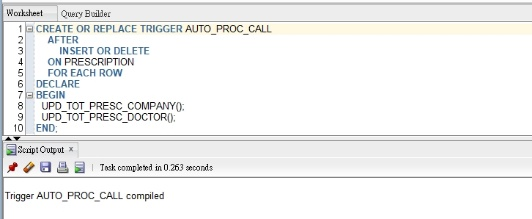 Worksheet Query Builder
1 CREATE OR REPLACE TRIGGER AUTO_PROC_CALL
2 AFTER
3 INSERT OR DELETE
4 ON PRESCRIPTION
5 FOR EACH ROW
6 DECLARE
7 BEGIN
8 UPD_TOT_PRESC_COMPANY();
9 UPD_TOT_PRESC_DOCTOR();
10 END;
Script Output ×
Task completed in 0.263 seconds
Trigger AUTO_PROC_CALL compiled